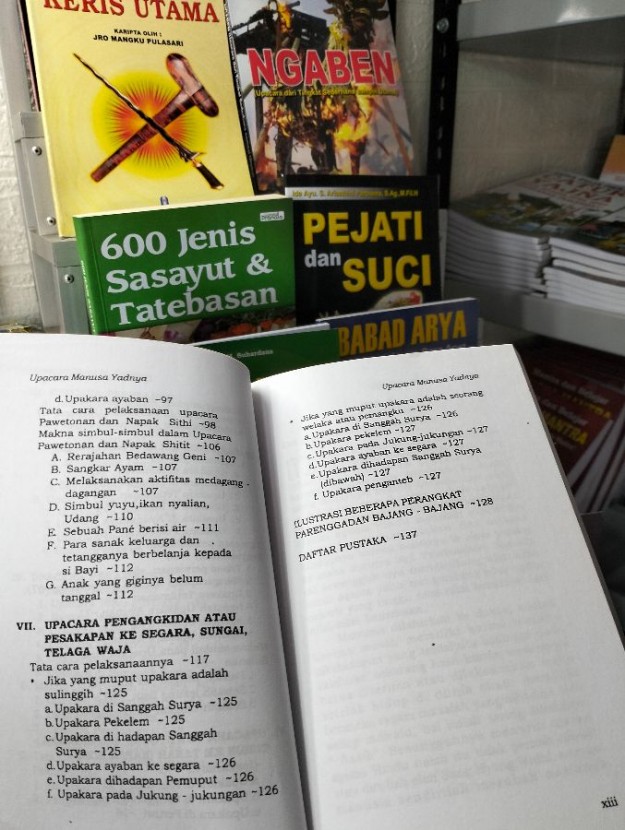 KERIS UTAMA
KARIPTA OLIH :
JRO MANGKU PULASARI
NGABEN
Upacara dari Tingkat
600 Jenis
Sasayut &
Tatebasan
PEJATI
dan
SUCI
BABAD ARYA
Upacara Manusa Yadnya
d.Upakara ayaban ~97
Tata cara pelaksanaan upacara
Pawetonan dan Napak Sithi ~98
Makna simbul-simbul dalam Upacara
Pawetonan dan Napak Shitit ~106
A. Rerajahan Bedawang Geni ~107
B. Sangkar Ayam ~107
C. Melaksanakan aktifitas medagang -
dagangan ~107
D. Simbul yuyu,ikan nyalian,
Udang ~110
E. Sebuah Pané berisi air ~111
F. Para sanak keluarga dan
tetangganya berbelanja kepada
si Bayi ~112
G. Anak yang giginya belum
tanggal ~112
VII. UPACARA PENGANGKIDAN ATAU
PESAKAPAN KE SEGARA, SUNGAI,
TELAGA WAJA
Tata cara pelaksanaannya ~117
• Jika yang muput upakara adalah
sulinggih ~125
a.Upakara di Sanggah Surya ~125
b.Upakara Pekelem ~125
c.Upakara di hadapan Sanggah
Surya ~125
d.Upakara ayaban ke segara ~126
e.Upakara dihadapan Pemuput ~126
f. Upakara pada Jukung - jukungan ~126
Upacara Manusa Yadnya
• Jika yang muput upakara adalah seorang
welaka atau pemangku ~126
a.Upakara di Sanggah Surya ~126
b.Upakara pekelem ~127
c.Upakara pada Jukung-jukungan ~127
d.Upakara ayaban ke segara ~127
e.Upakara dihadapan Sanggah Surya
(dibawah) ~127
f. Upakara penganteb ~127
ILUSTRASI BEBERAPA PERANGKAT
PARENGGADAN BAJANG - BAJANG ~128
DAFTAR PUSTAKA ~137
xiii